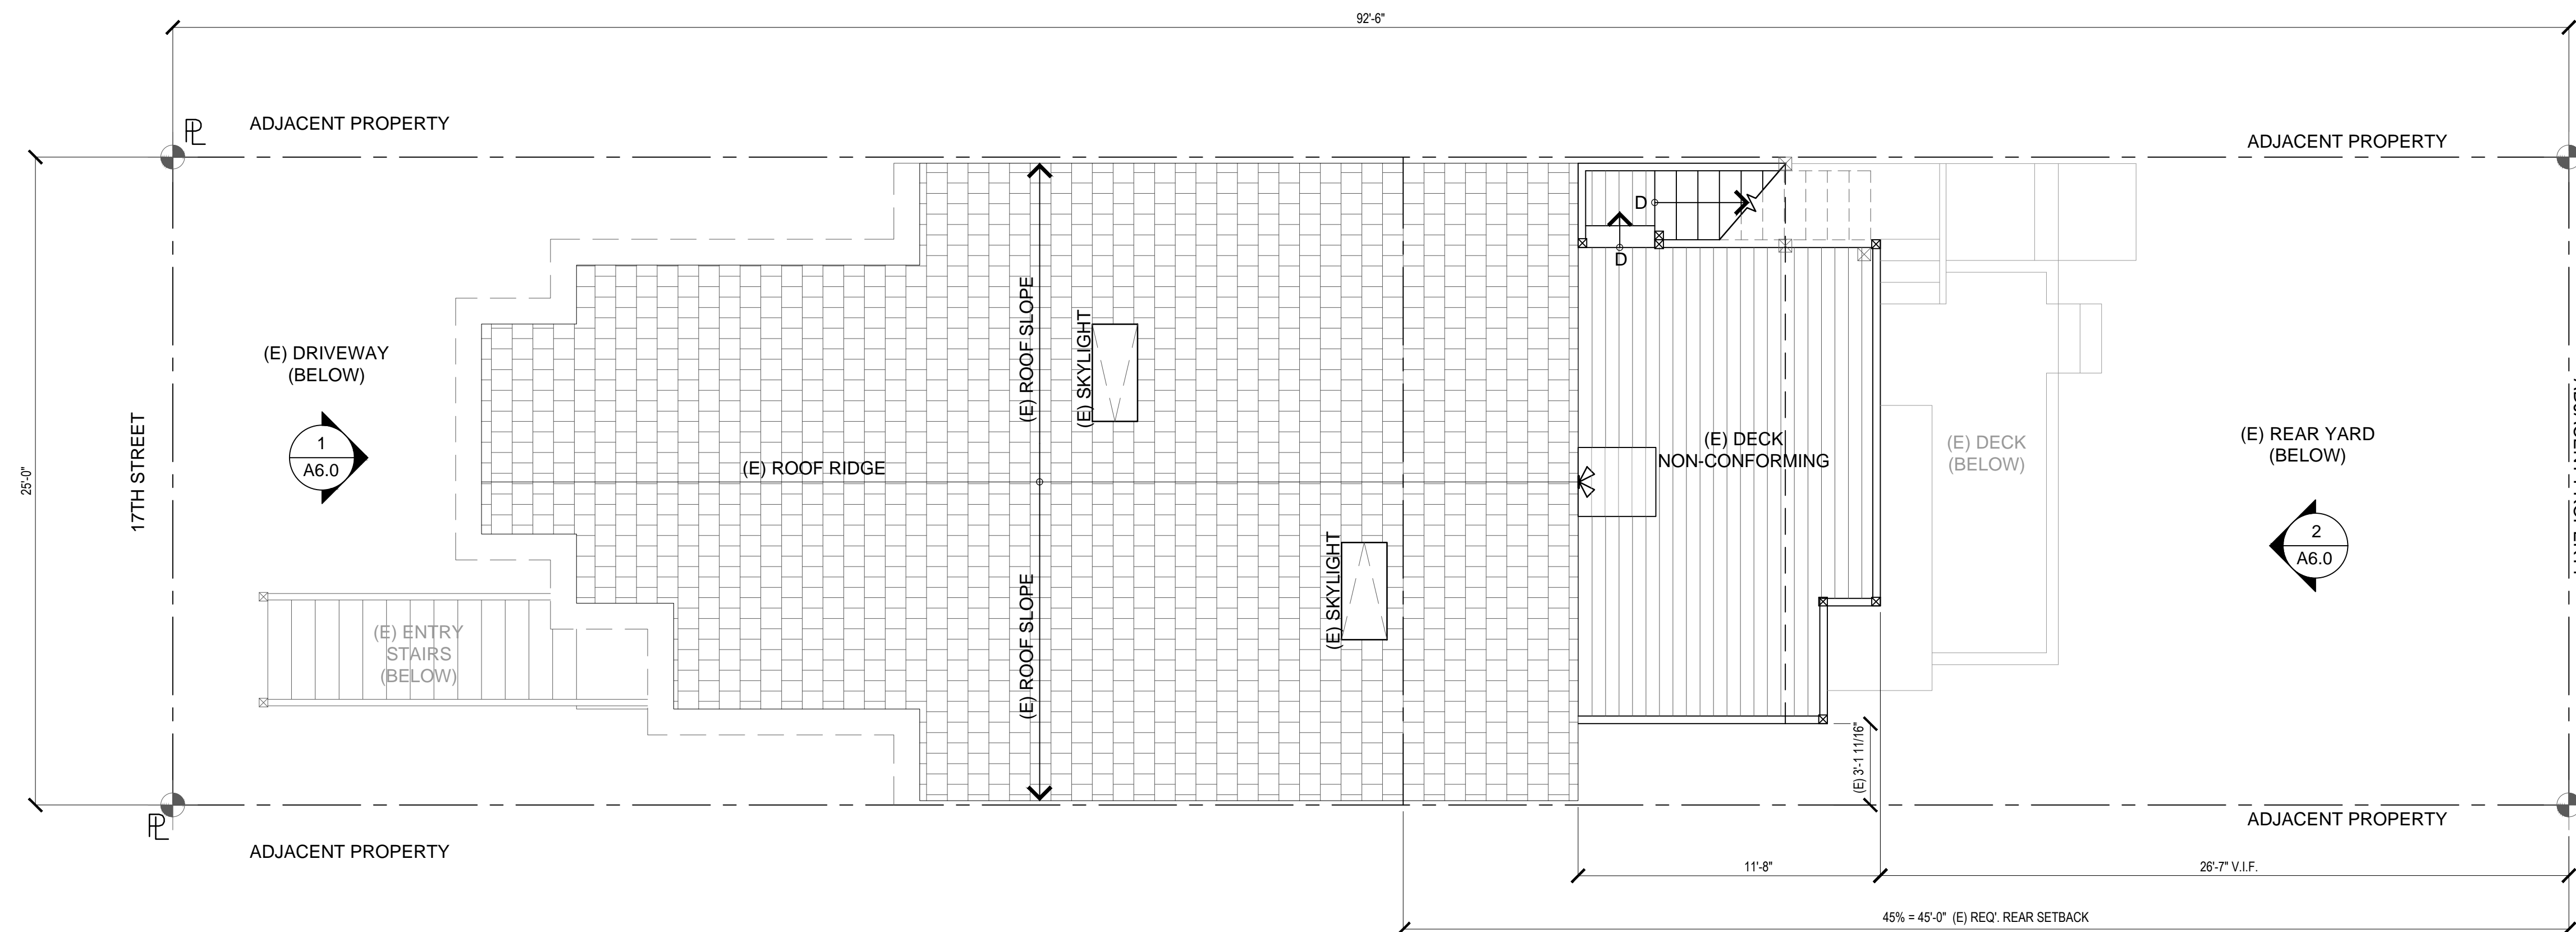 92'-6"
PL
ADJACENT PROPERTY
ADJACENT PROPERTY
D
D
(E) DRIVEWAY
(BELOW)
1
A6.0
17TH STREET
25'-0"
(E) ROOF RIDGE
(E) ROOF SLOPE
(E) SKYLIGHT
(E) ROOF SLOPE
(E) SKYLIGHT
(E) DECK
NON-CONFORMING
(E) DECK
(BELOW)
(E) REAR YARD
(BELOW)
2
A6.0
(E) ENTRY
STAIRS
(BELOW)
(E) 3'-1 11/16"
PL
ADJACENT PROPERTY
ADJACENT PROPERTY
11'-8"
26'-7" V.I.F.
45% = 45'-0" (E) REQ'. REAR SETBACK